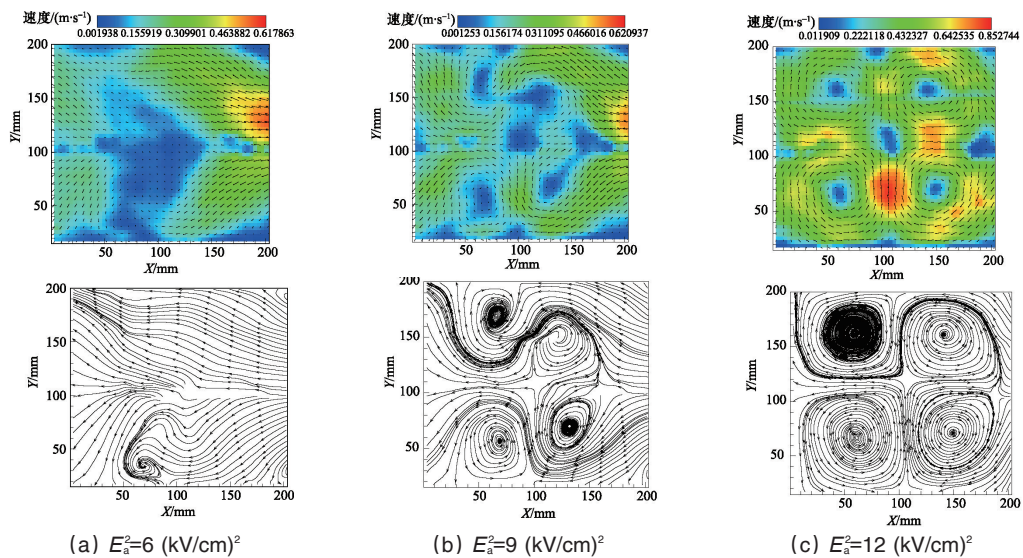 速度/(m·s⁻¹)
0.001938 0.155919 0.309901 0.463882 0.617863
速度/(m·s⁻¹)
0.001253 0.156174 0.311095 0.466016 0.620937
速度/(m·s⁻¹)
0.011909 0.222118 0.432327 0.642535 0.852744
200
150
100
50
Y/mm
50 100 150 200
X/mm
200
150
100
50
Y/mm
50 100 150 200
X/mm
200
150
100
50
Y/mm
50 100 150 200
X/mm
200
150
100
50
Y/mm
50 100 150 200
X/mm
200
150
100
50
Y/mm
50 100 150 200
X/mm
200
150
100
50
Y/mm
50 100 150 200
X/mm
(a) Eₐ²=6 (kV/cm)²
(b) Eₐ²=9 (kV/cm)²
(c) Eₐ²=12 (kV/cm)²